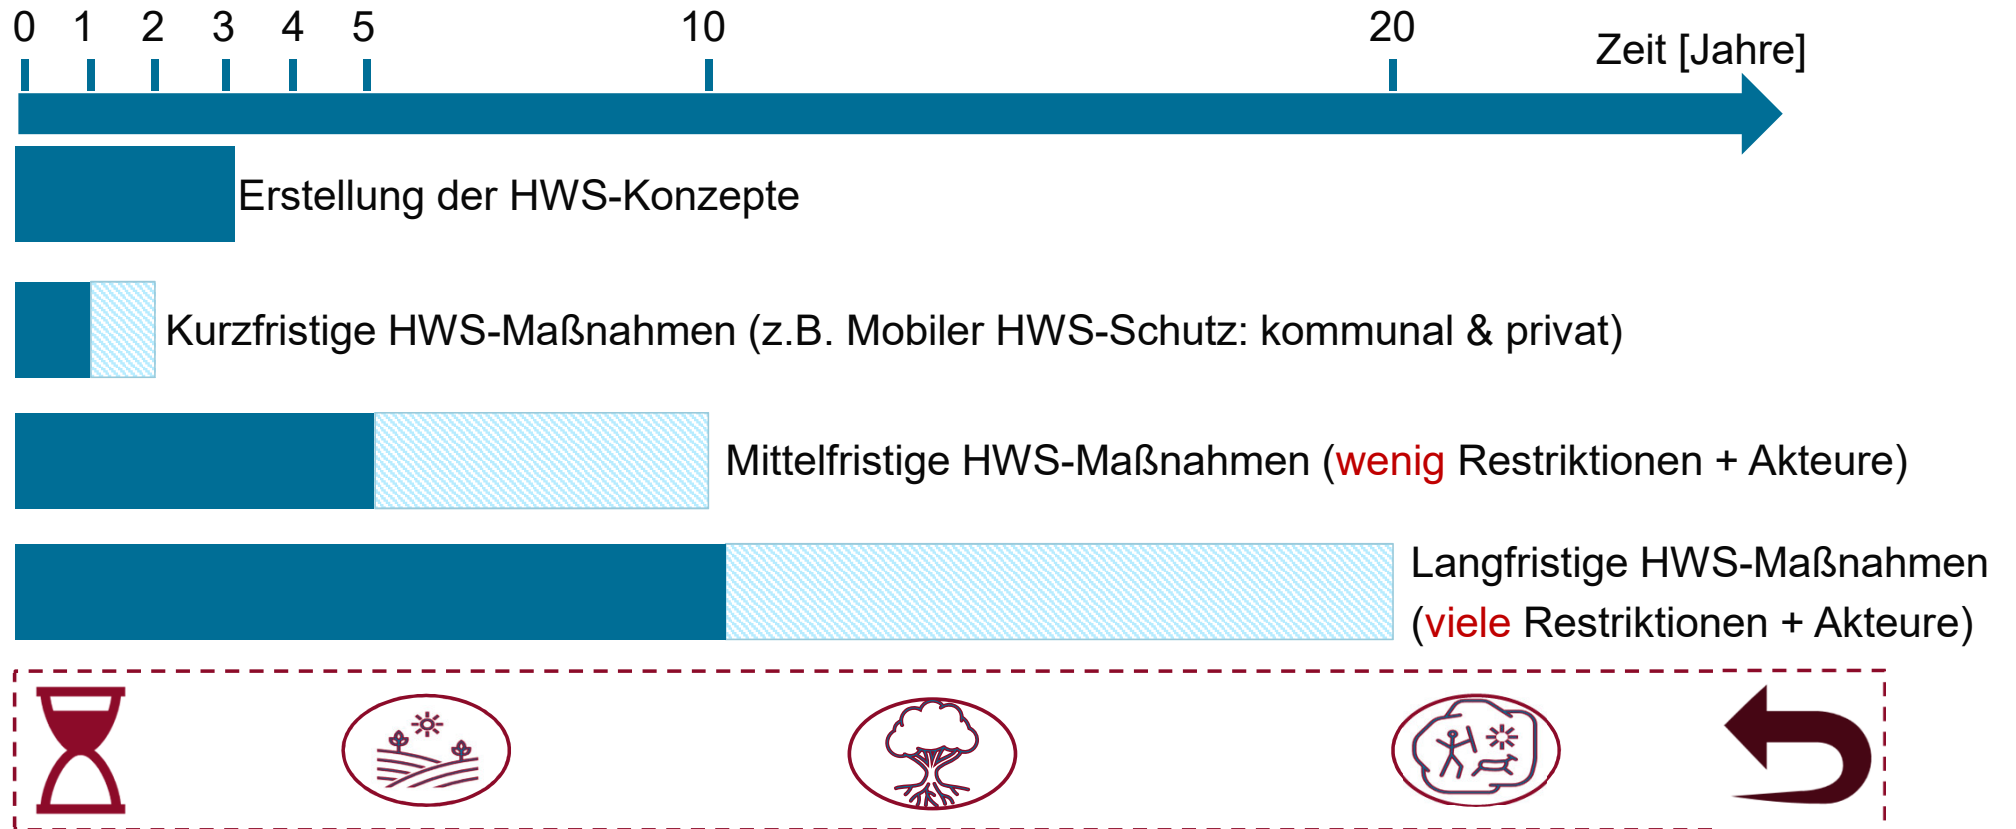 0 1 2 3 4 5 10 20
Zeit [Jahre]
Erstellung der HWS-Konzepte
Kurzfristige HWS-Maßnahmen (z.B. Mobiler HWS-Schutz: kommunal & privat)
Mittelfristige HWS-Maßnahmen (wenig Restriktionen + Akteure)
Langfristige HWS-Maßnahmen
(viele Restriktionen + Akteure)